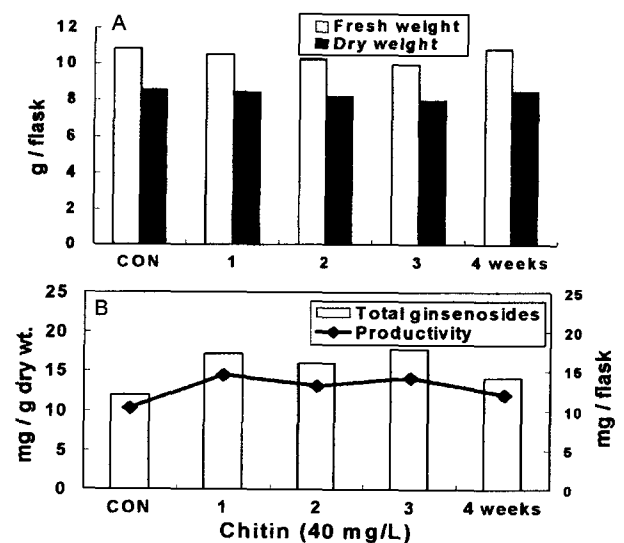 A
Fresh weight
Dry weight
g / flask
12
10
8
6
4
2
0
CON 1 2 3 4 weeks
B
Total ginsenosides
Productivity
mg / g dry wt.
25
20
15
10
5
0
mg / flask
25
20
15
10
5
0
CON 1 2 3 4 weeks
Chitin (40 mg/L)